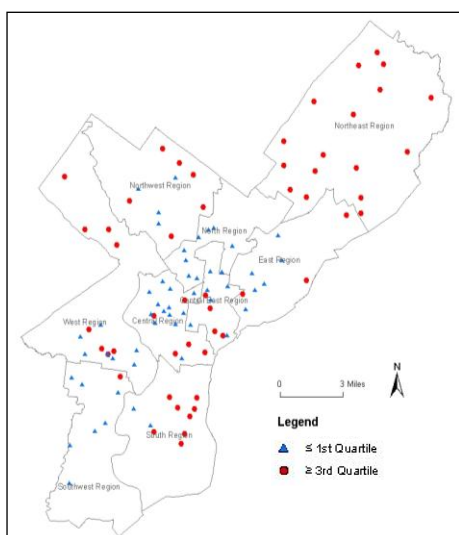 Northeast Region
Northwest Region
North Region
East Region
Central East Region
West Region
Central Region
N
0 3 Miles
Legend
≤ 1st Quartile
South Region
≥ 3rd Quartile
Southwest Region